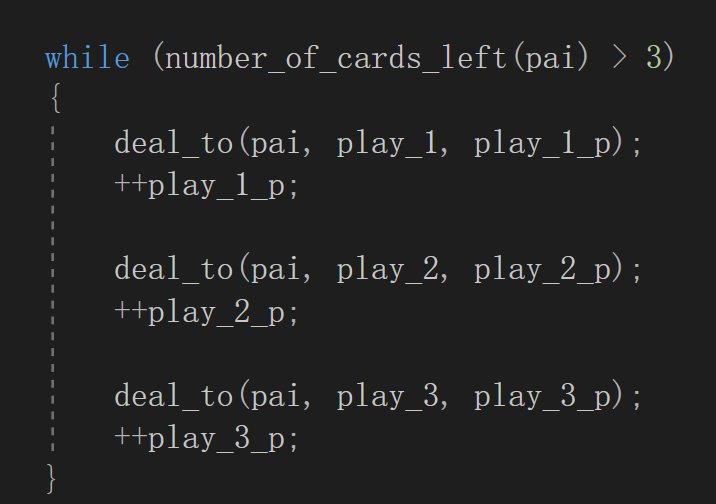 while (number_of_cards_left(pai) > 3)
{
deal_to(pai, play_1, play_1_p);
++play_1_p;
deal_to(pai, play_2, play_2_p);
++play_2_p;
deal_to(pai, play_3, play_3_p);
++play_3_p;
}